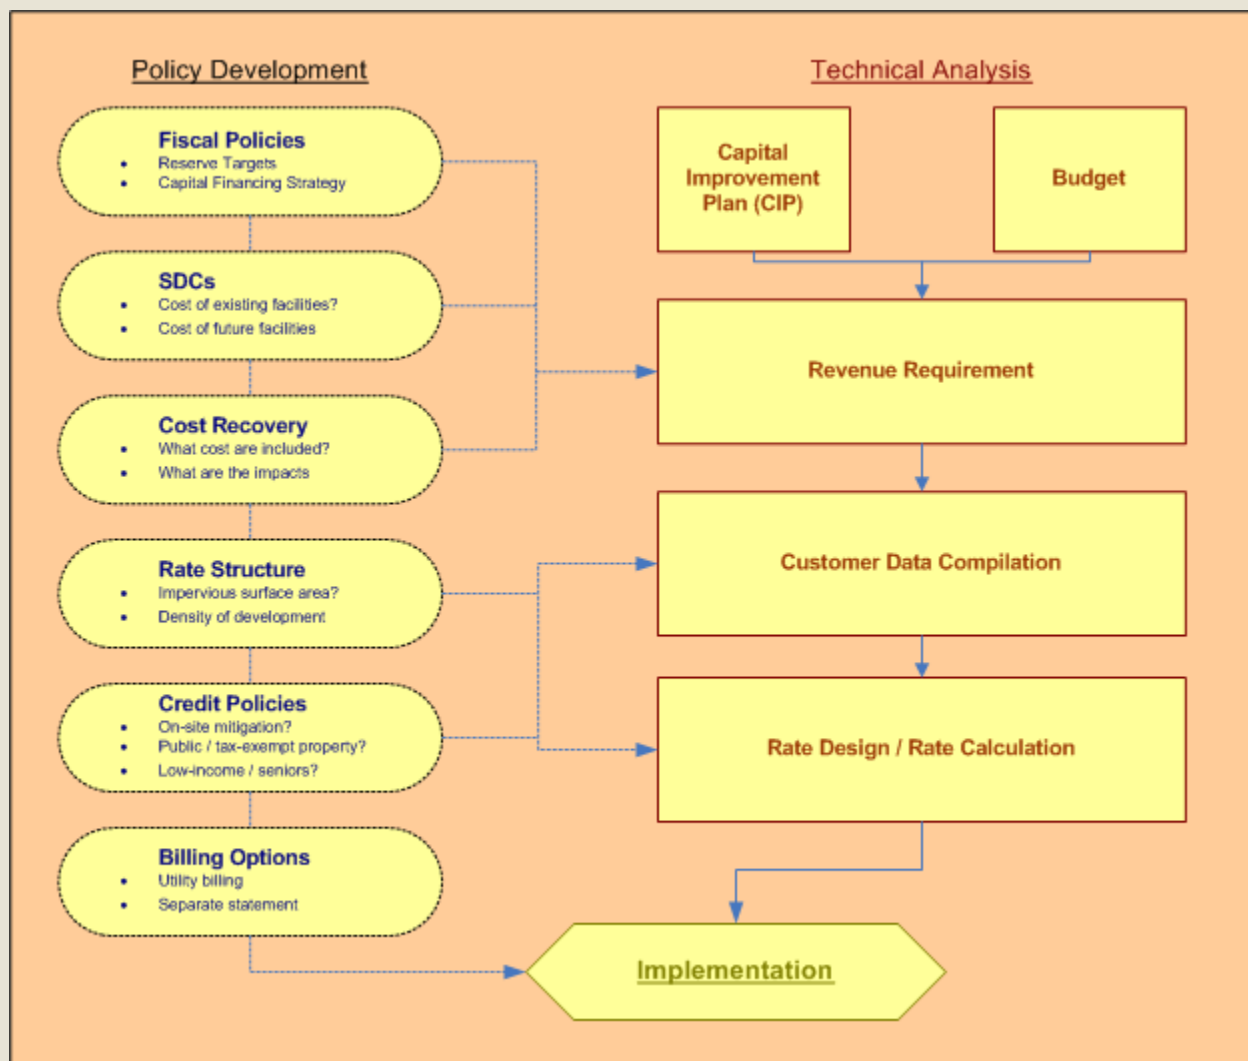 Policy Development
Fiscal Policies
• Reserve Targets
• Capital Financing Strategy
SDCs
• Cost of existing facilities?
• Cost of future facilities
Cost Recovery
• What cost are included?
• What are the impacts
Rate Structure
• Impervious surface area?
• Density of development
Credit Policies
• On-site mitigation?
• Public / tax-exempt property?
• Low-income / seniors?
Billing Options
• Utility billing
• Separate statement
Technical Analysis
Capital
Improvement
Plan (CIP)
Budget
Revenue Requirement
Customer Data Compilation
Rate Design / Rate Calculation
Implementation